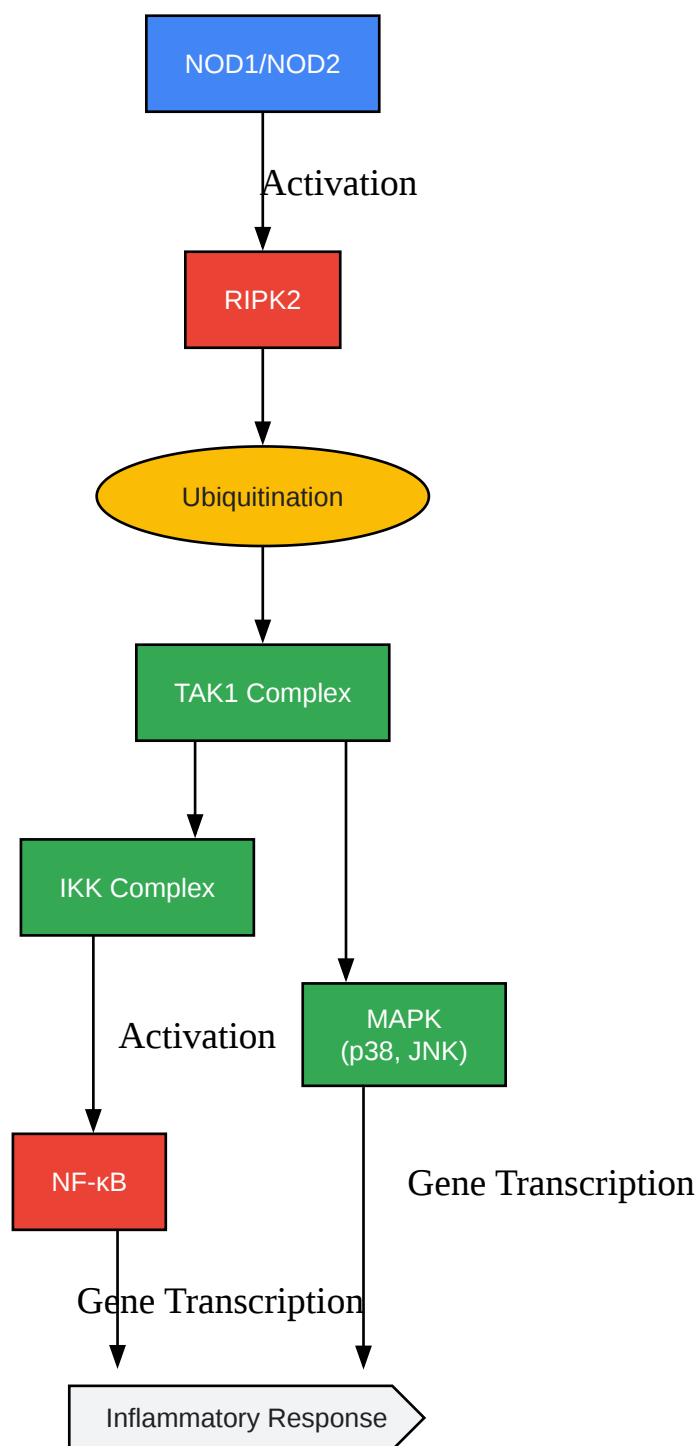 NOD1/NOD2
Activation
RIPK2
Ubiquitination
TAK1 Complex
IKK Complex
MAPK
(p38, JNK)
Activation
NF-κB
Gene Transcription
Gene Transcription
Inflammatory Response